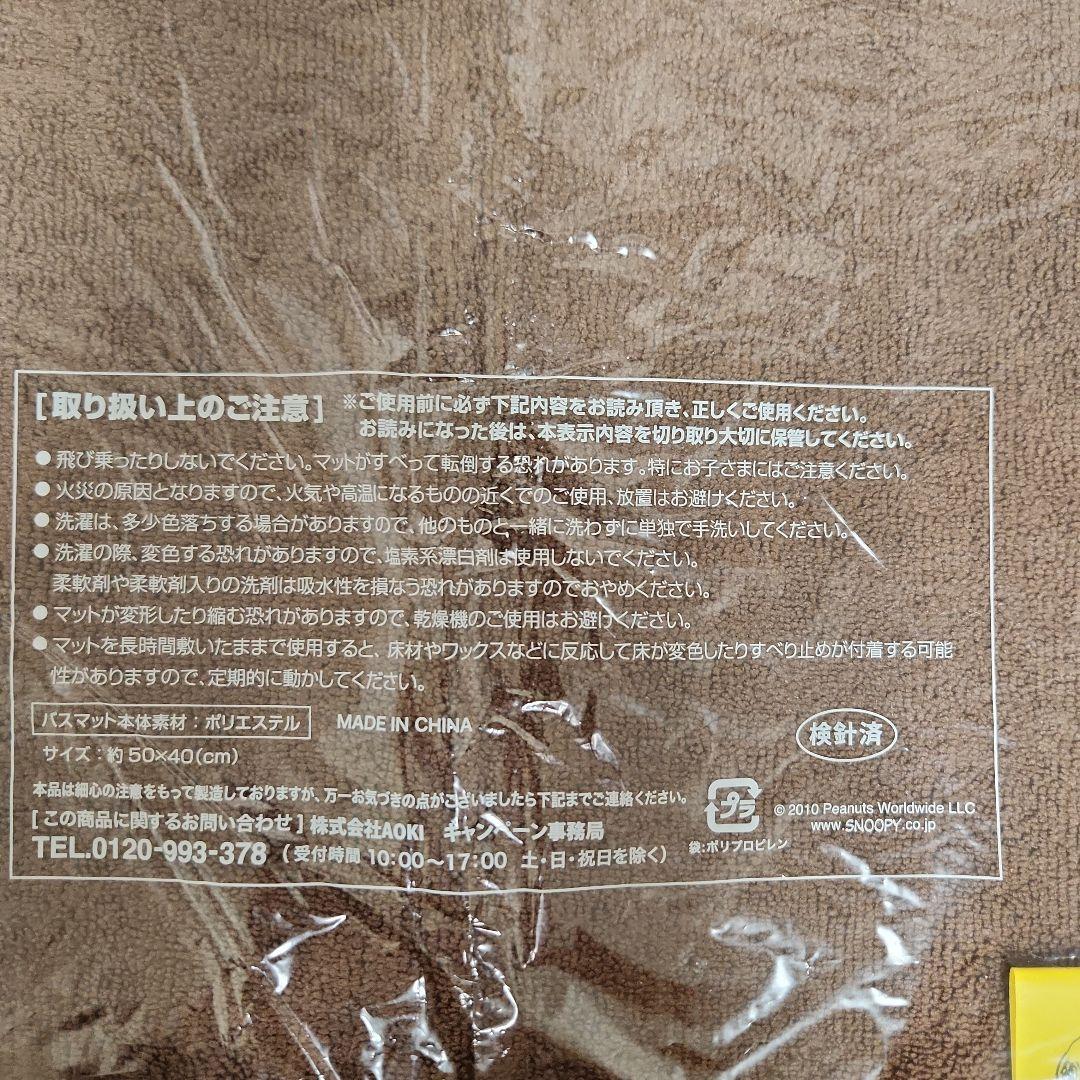 [取り扱い上のご注意] ※ご使用前に必ず下記内容をお読み頂き、正しくご使用ください。
お読みになった後は、本表示内容を切り取り大切に保管してください。
● 飛び乗ったりしないでください。マットがすべって転倒する恐れがあります。特にお子さまにはご注意ください。
● 火災の原因となりますので、火気や高温になるものの近くでのご使用、放置はお避けください。
● 洗濯は、多少色落ちする場合がありますので、他のものと一緒に洗わずに単独で手洗いしてください。
● 洗濯の際、変色する恐れがありますので、塩素系漂白剤は使用しないでください。
柔軟剤や柔軟剤入りの洗剤は吸水性を損なう恐れがありますのでおやめください。
● マットが変形したり縮む恐れがありますので、乾燥機のご使用はお避けください。
● マットを長時間敷いたままで使用すると、床材やワックスなどに反応して床が変色したりすべり止めが付着する可能
性がありますので、定期的に動かしてください。
バスマット本体素材：ポリエステル MADE IN CHINA 検針済
サイズ：約50×40(cm)
本品は細心の注意をもって製造しておりますが、万一お気づきの点がございましたら下記までご連絡ください。
[この商品に関するお問い合わせ] 株式会社AOKI キャンペーン事務局
TEL.0120-993-378 (受付時間 10:00～17:00 土・日・祝日を除く)
プラ
袋：ポリプロピレン
© 2010 Peanuts Worldwide LLC
www.SNOOPY.co.jp